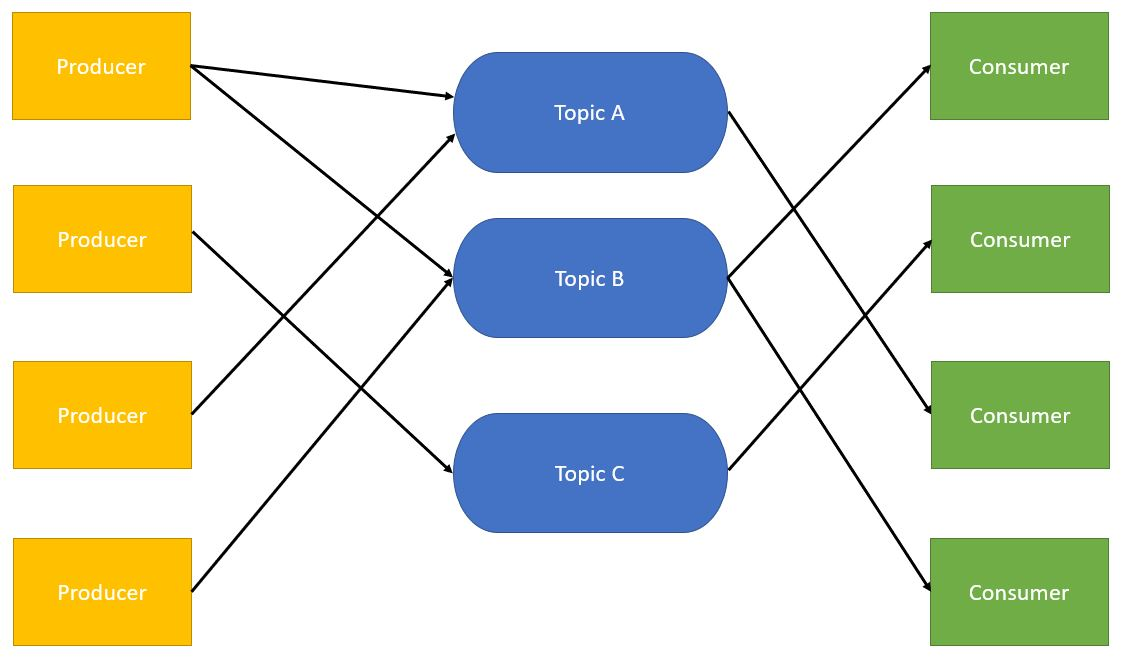 Producer
Topic A
Consumer
Producer
Topic B
Consumer
Producer
Topic C
Consumer
Producer
Consumer